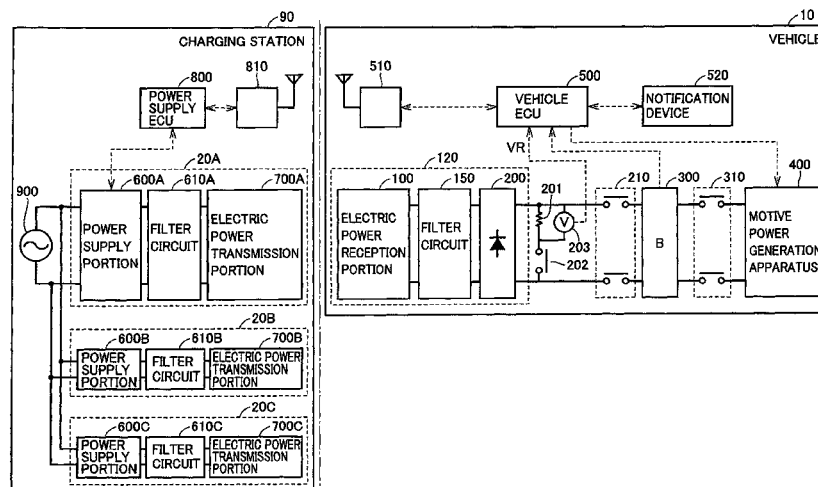 90
10
CHARGING STATION
VEHICLE
800
810
510
500
520
POWER
SUPPLY
ECU
VEHICLE
ECU
NOTIFICATION
DEVICE
VR
20A
600A
610A
700A
120
100
150
200
210
300
310
400
900
POWER
SUPPLY
PORTION
FILTER
CIRCUIT
ELECTRIC
POWER
TRANSMISSION
PORTION
ELECTRIC
POWER
RECEPTION
PORTION
FILTER
CIRCUIT
201
V
203
202
B
MOTIVE
POWER
GENERATION
APPARATUS
20B
600B
610B
700B
POWER
SUPPLY
PORTION
FILTER
CIRCUIT
ELECTRIC POWER
TRANSMISSION
PORTION
20C
600C
610C
700C
POWER
SUPPLY
PORTION
FILTER
CIRCUIT
ELECTRIC POWER
TRANSMISSION
PORTION